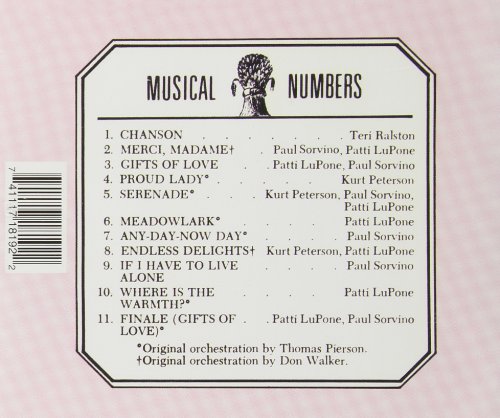 MUSICAL NUMBERS
1. CHANSON . . . . . . Teri Ralston
2. MERCI, MADAME† . Paul Sorvino, Patti LuPone
3. GIFTS OF LOVE . . Patti LuPone, Paul Sorvino
4. PROUD LADY° . . . . . Kurt Peterson
5. SERENADE° . . . Kurt Peterson, Paul Sorvino,
Patti LuPone
6. MEADOWLARK° . . . . Patti LuPone
7. ANY-DAY-NOW DAY° . . . . Paul Sorvino
8. ENDLESS DELIGHTS† Kurt Peterson, Patti LuPone
9. IF I HAVE TO LIVE . . . . Paul Sorvino
ALONE
10. WHERE IS THE . . . . Patti LuPone
WARMTH?°
11. FINALE (GIFTS OF . . Patti LuPone, Paul Sorvino
LOVE)°
°Original orchestration by Thomas Pierson.
†Original orchestration by Don Walker.
7 41117 18192 2